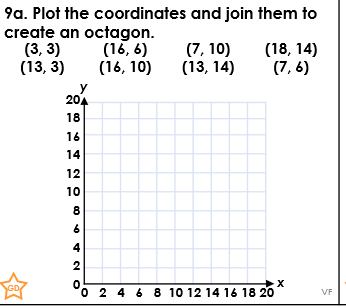 9a. Plot the coordinates and join them to
create an octagon.
(3, 3) (16, 6) (7, 10) (18, 14)
(13, 3) (16, 10) (13, 14) (7, 6)
y
20
18
16
14
12
10
8
6
4
2
0
0 2 4 6 8 10 12 14 16 18 20 x
GD
VF